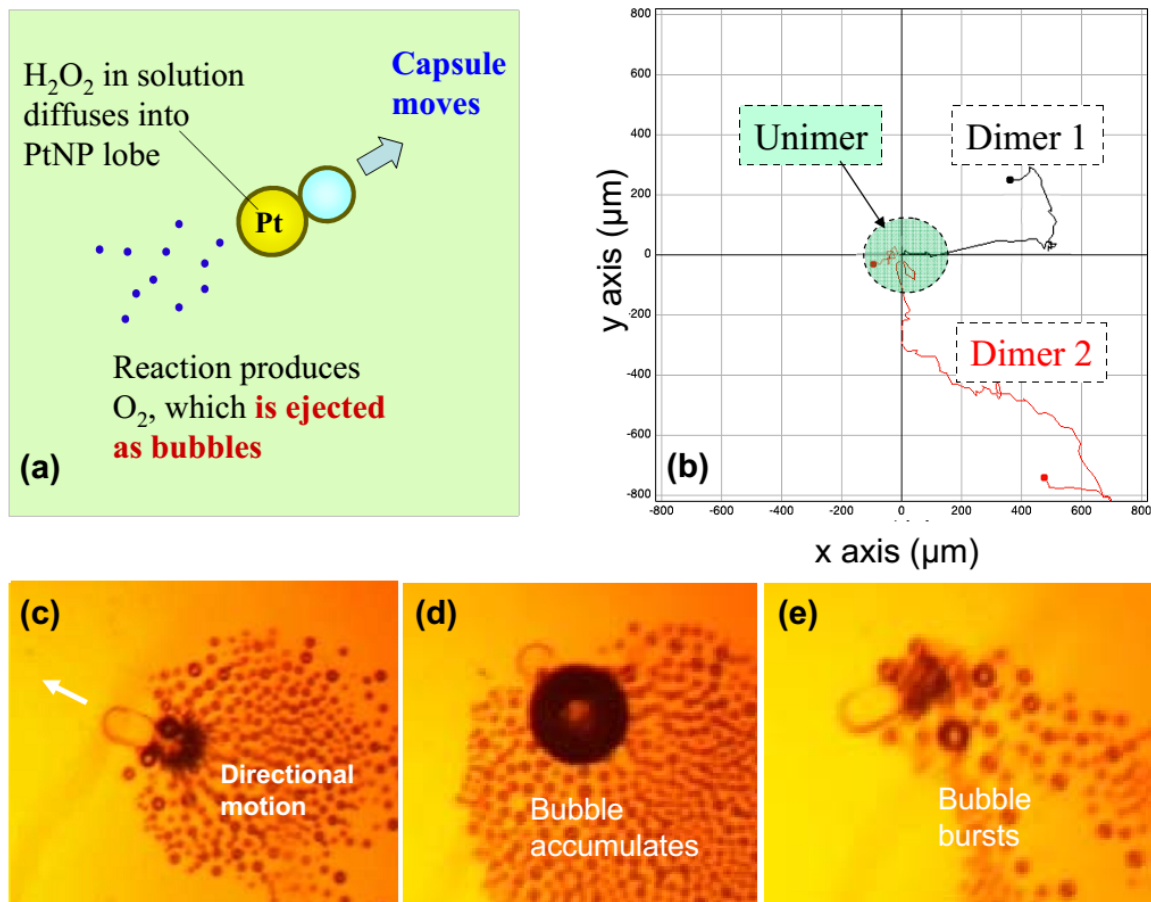 H₂O₂ in solution
diffuses into
PtNP lobe
Capsule
moves
Pt
Reaction produces
O₂, which is ejected
as bubbles
(a)
800
600
400
200
0
-200
-400
-600
-800
y axis (µm)
Unimer
Dimer 1
Dimer 2
(b)
-800
-600
-400
-200
0
200
400
600
800
x axis (µm)
(c)
Directional
motion
(d)
Bubble
accumulates
(e)
Bubble
bursts